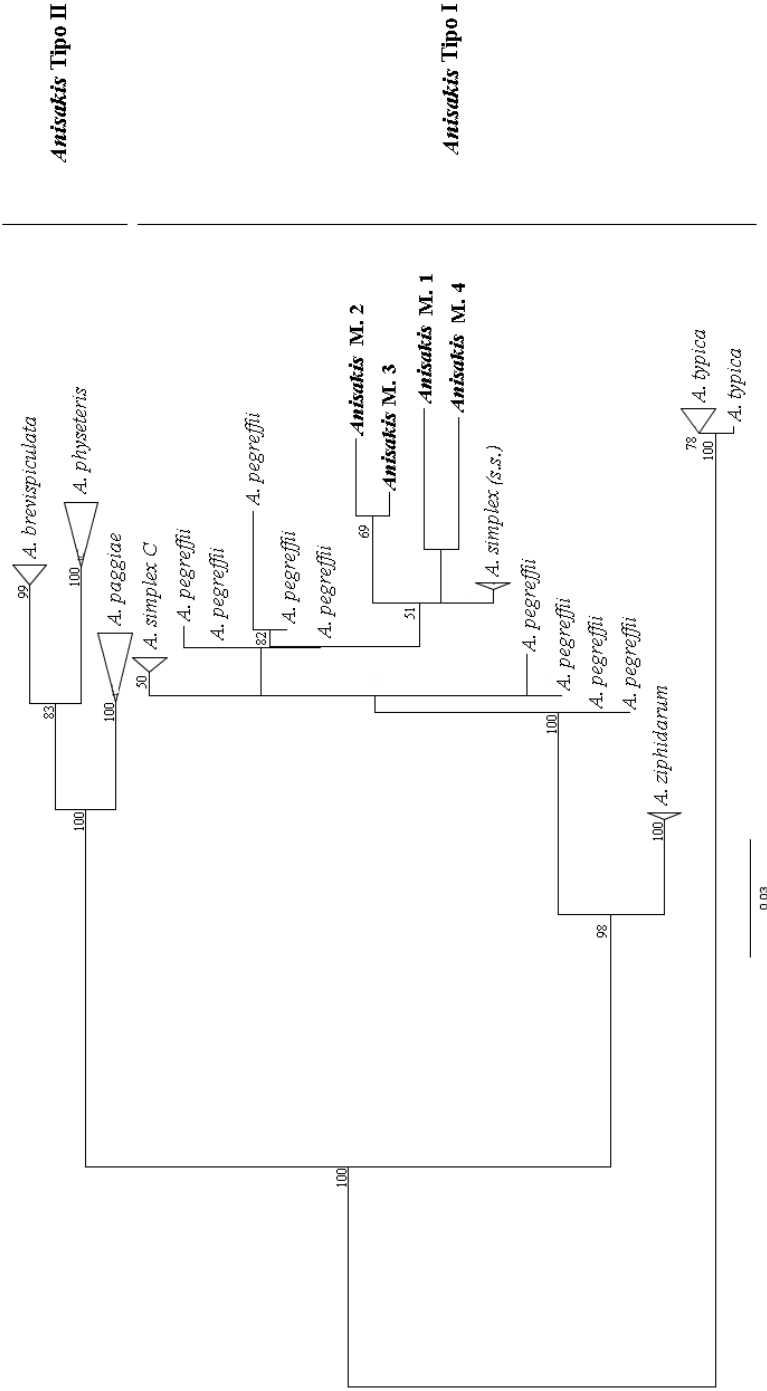 Anisakis Tipo II
Anisakis Tipo I
99
A. brevispiculata
83
100
A. physeteris
100
100
A. paggiae
50
A. simplex C
A. pegreffii
A. pegreffii
A. pegreffii
82
A. pegreffii
A. pegreffii
69
Anisakis M. 2
Anisakis M. 3
51
Anisakis M. 1
Anisakis M. 4
A. simplex (s.s.)
A. pegreffii
A. pegreffii
A. pegreffii
A. pegreffii
100
98
100
A. ziphidarum
100
78
A. typica
100
A. typica
0.03